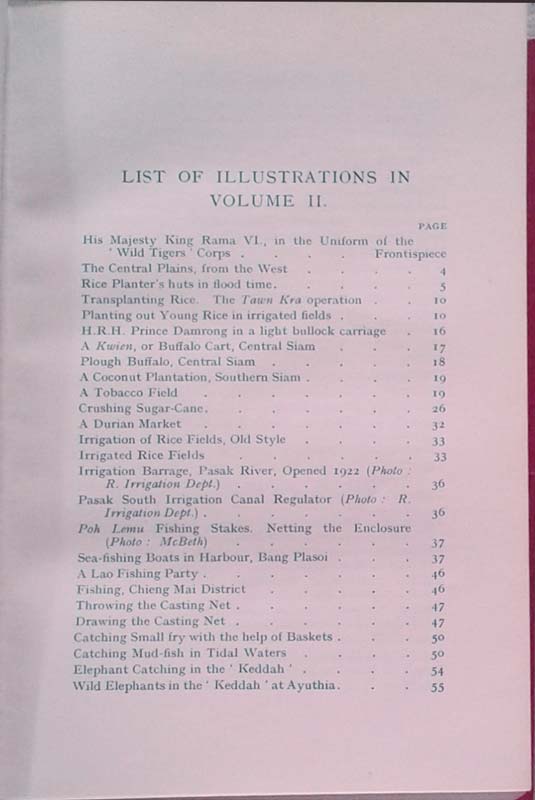 LIST OF ILLUSTRATIONS IN
VOLUME II.
PAGE
His Majesty King Rama VI., in the Uniform of the
' Wild Tigers ' Corps . . . . Frontispiece
The Central Plains, from the West . . . . 4
Rice Planter's huts in flood time. . . . . 5
Transplanting Rice. The Tawn Kra operation . . 10
Planting out Young Rice in irrigated fields . . . 10
H.R.H. Prince Damrong in a light bullock carriage . 16
A Kwien, or Buffalo Cart, Central Siam . . . 17
Plough Buffalo, Central Siam . . . . . 18
A Coconut Plantation, Southern Siam . . . . 19
A Tobacco Field . . . . . . . 19
Crushing Sugar-Cane. . . . . . . 26
A Durian Market . . . . . . . 32
Irrigation of Rice Fields, Old Style . . . . 33
Irrigated Rice Fields . . . . . . 33
Irrigation Barrage, Pasak River, Opened 1922 (Photo :
R. Irrigation Dept.) . . . . . . 36
Pasak South Irrigation Canal Regulator (Photo : R.
Irrigation Dept.) . . . . . . . 36
Poh Lemu Fishing Stakes. Netting the Enclosure
(Photo : McBeth) . . . . . . 37
Sea-fishing Boats in Harbour, Bang Plasoi . . . 37
A Lao Fishing Party . . . . . . . 46
Fishing, Chieng Mai District . . . . . 46
Throwing the Casting Net . . . . . . 47
Drawing the Casting Net . . . . . . 47
Catching Small fry with the help of Baskets . . . 50
Catching Mud-fish in Tidal Waters . . . . 50
Elephant Catching in the ' Keddah ' . . . . 54
Wild Elephants in the ' Keddah ' at Ayuthia. . . 55